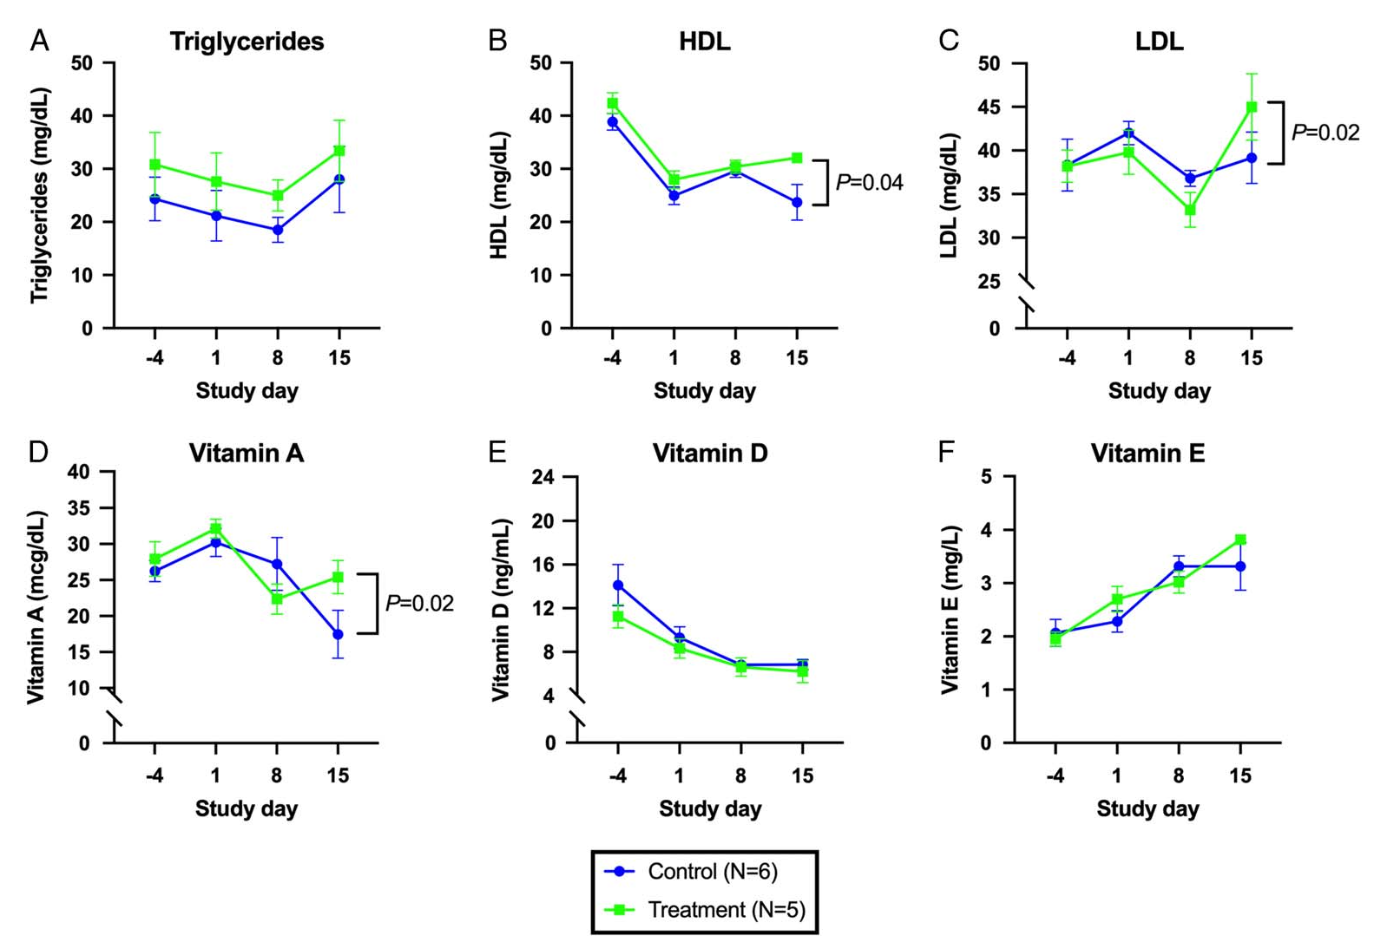 A Triglycerides
Triglycerides (mg/dL)
50
40
30
20
10
0
-4 1 8 15
Study day
B HDL
HDL (mg/dL)
50
40
30
20
10
0
P=0.04
-4 1 8 15
Study day
C LDL
LDL (mg/dL)
50
45
40
35
30
25
0
P=0.02
-4 1 8 15
Study day
D Vitamin A
Vitamin A (mcg/dL)
40
35
30
25
20
15
10
0
P=0.02
-4 1 8 15
Study day
E Vitamin D
Vitamin D (ng/mL)
24
20
16
12
8
4
0
-4 1 8 15
Study day
F Vitamin E
Vitamin E (mg/L)
5
4
3
2
1
0
-4 1 8 15
Study day
Control (N=6)
Treatment (N=5)